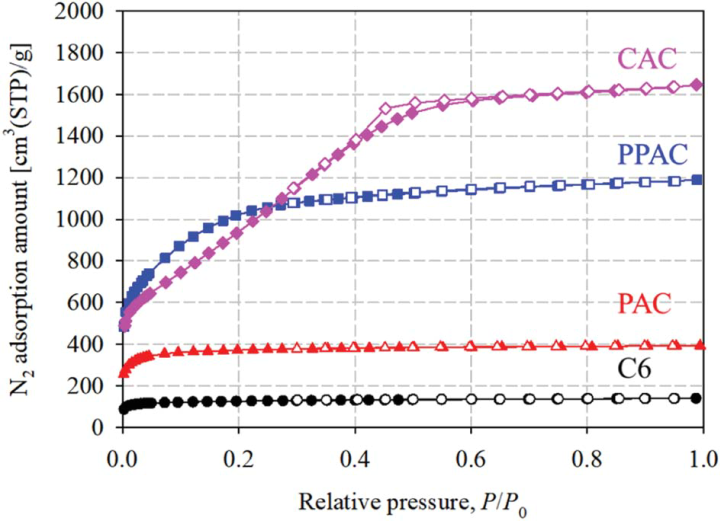 N2 adsorption amount [cm3(STP)/g]
2000
1800
1600
1400
1200
1000
800
600
400
200
0
CAC
PPAC
PAC
C6
0.0 0.2 0.4 0.6 0.8 1.0
Relative pressure, P/P0